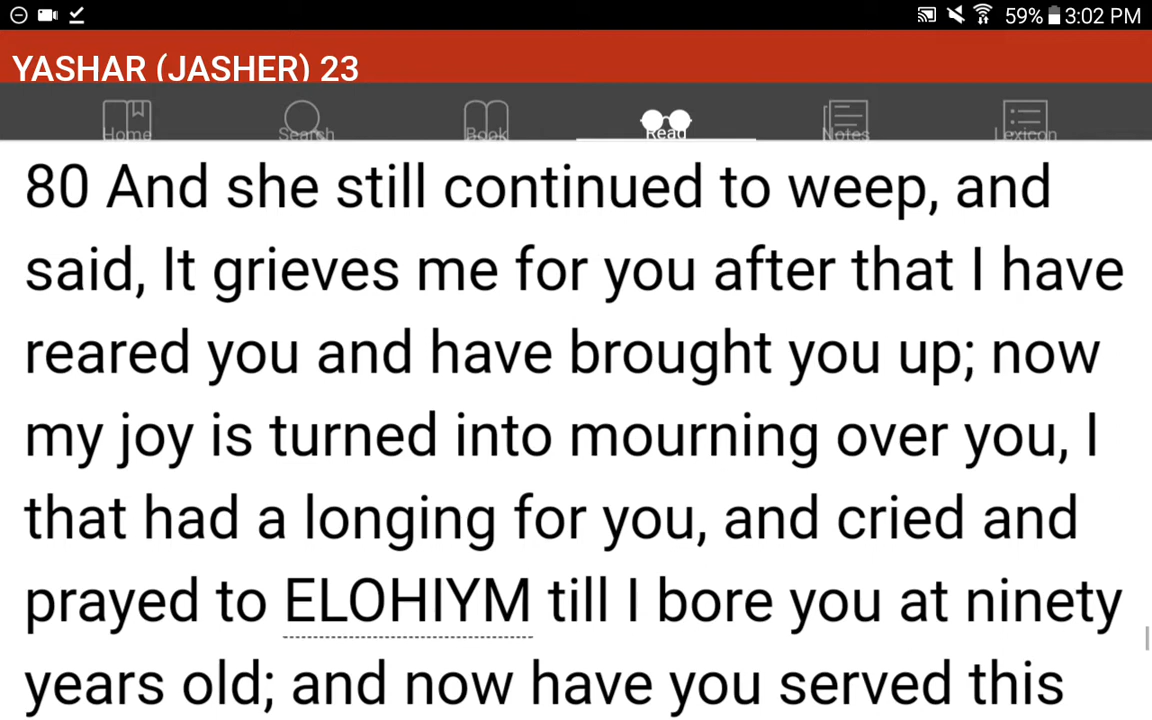 59% 3:02 PM
YASHAR (JASHER) 23
Home Search Book Read Notes Lexicon
80 And she still continued to weep, and
said, It grieves me for you after that I have
reared you and have brought you up; now
my joy is turned into mourning over you, I
that had a longing for you, and cried and
prayed to ELOHIYM till I bore you at ninety
years old; and now have you served this